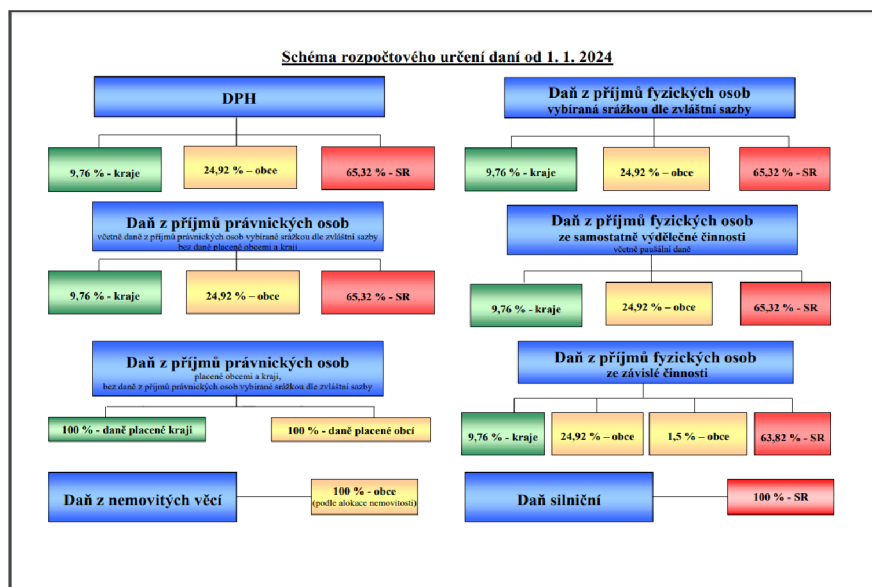 Schéma rozpočtového určení daní od 1. 1. 2024
DPH
9,76 % - kraje
24,92 % – obce
65,32 % - SR
Daň z příjmů fyzických osob
vybíraná srážkou dle zvláštní sazby
9,76 % - kraje
24,92 % – obce
65,32 % - SR
Daň z příjmů právnických osob
včetně daně z příjmů právnických osob vybírané srážkou dle zvláštní sazby
bez daně placené obcemi a kraji
9,76 % - kraje
24,92 % – obce
65,32 % - SR
Daň z příjmů fyzických osob
ze samostatně výdělečné činnosti
včetně paušální daně
9,76 % - kraje
24,92 % – obce
65,32 % - SR
Daň z příjmů právnických osob
placené obcemi a kraji,
bez daně z příjmů právnických osob vybírané srážkou dle zvláštní sazby
100 % - daně placené kraji
100 % - daně placené obcí
Daň z příjmů fyzických osob
ze závislé činnosti
9,76 % - kraje
24,92 % – obce
1,5 % – obce
63,82 % - SR
Daň z nemovitých věcí
100 % - obce
(podle alokace nemovitosti)
Daň silniční
100 % - SR